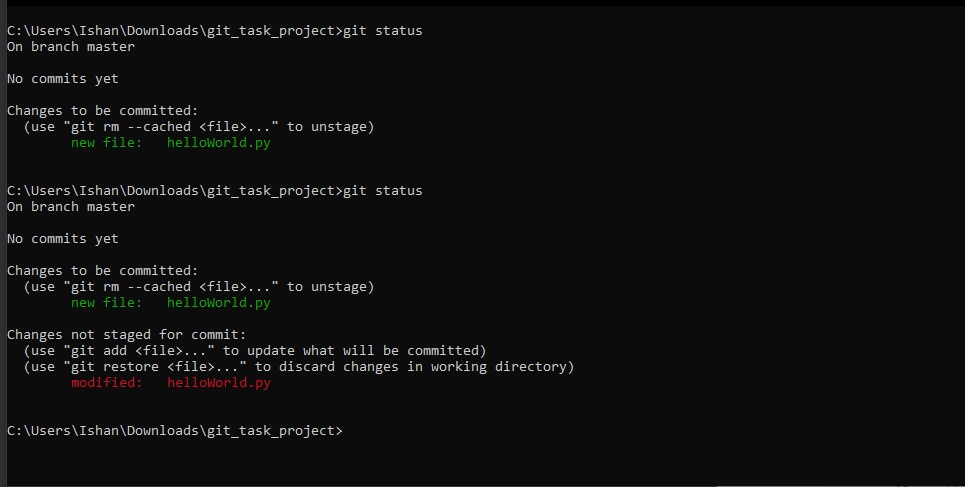 C:\Users\Ishan\Downloads\git_task_project>git status
On branch master
No commits yet
Changes to be committed:
  (use "git rm --cached <file>..." to unstage)
        new file:   helloWorld.py
C:\Users\Ishan\Downloads\git_task_project>git status
On branch master
No commits yet
Changes to be committed:
  (use "git rm --cached <file>..." to unstage)
        new file:   helloWorld.py
Changes not staged for commit:
  (use "git add <file>..." to update what will be committed)
  (use "git restore <file>..." to discard changes in working directory)
        modified:   helloWorld.py
C:\Users\Ishan\Downloads\git_task_project>